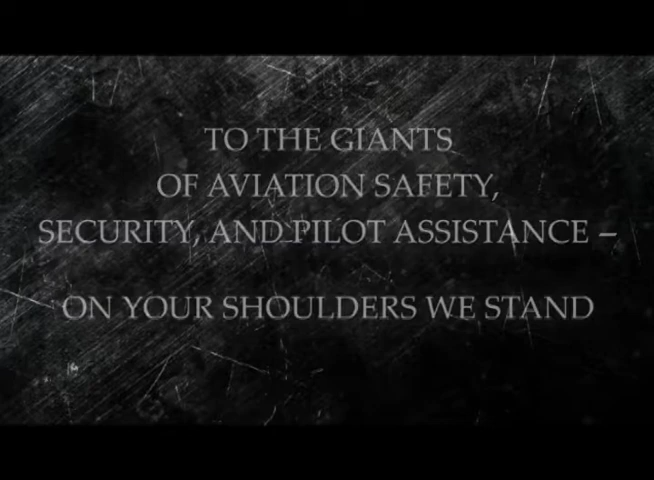 TO THE GIANTS
OF AVIATION SAFETY,
SECURITY, AND PILOT ASSISTANCE –
ON YOUR SHOULDERS WE STAND